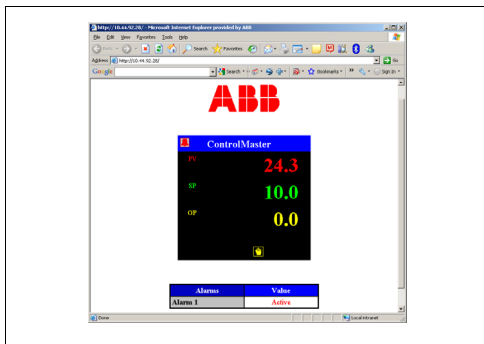 http://10.44.92.28/ - Microsoft Internet Explorer provided by ABB
File Edit View Favorites Tools Help
Search Favorites
Address http://10.44.92.28/ Go
Google Search Bookmarks Sign In
ABB
ControlMaster
PV 24.3
SP 10.0
OP 0.0
Alarms Value
Alarm 1 Active
Done Local intranet